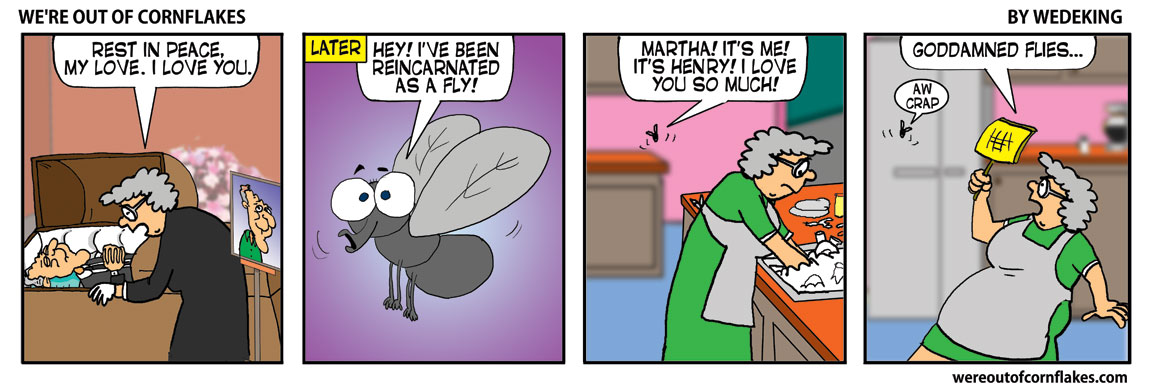 WE'RE OUT OF CORNFLAKES
BY WEDEKING
REST IN PEACE,
MY LOVE. I LOVE YOU.
LATER
HEY! I'VE BEEN
REINCARNATED
AS A FLY!
MARTHA! IT'S ME!
IT'S HENRY! I LOVE
YOU SO MUCH!
GODDAMNED FLIES...
AW
CRAP
wereoutofcornflakes.com